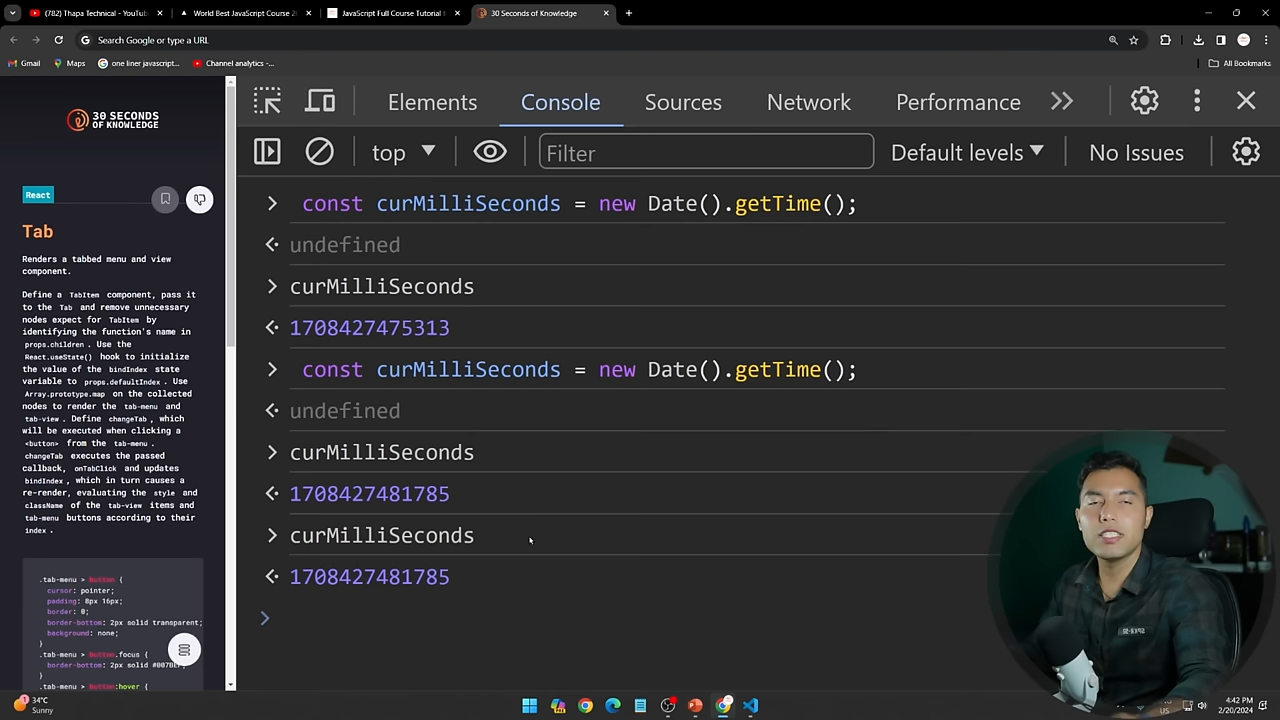 (782) Thapa Technical - YouTub
World Best JavaScript Course 2
JavaScript Full Course Tutorial
30 Seconds of Knowledge
Search Google or type a URL
Gmail
Maps
one liner javascript...
Channel analytics -...
All Bookmarks
30 SECONDS
OF KNOWLEDGE
React
Tab
Renders a tabbed menu and view
component.
Define a TabItem component, pass it
to the Tab and remove unnecessary
nodes expect for TabItem by
identifying the function's name in
props.children . Use the
React.useState() hook to initialize
the value of the bindIndex state
variable to props.defaultIndex . Use
Array.prototype.map on the collected
nodes to render the tab-menu and
tab-view . Define changeTab , which
will be executed when clicking a
<button> from the tab-menu .
changeTab executes the passed
callback, onTabClick and updates
bindIndex , which in turn causes a
re-render, evaluating the style and
className of the tab-view items and
tab-menu buttons according to their
index .
.tab-menu > button {
cursor: pointer;
padding: 8px 16px;
border: 0;
border-bottom: 2px solid transparent;
background: none;
}
.tab-menu > button.focus {
border-bottom: 2px solid #007BEF;
}
.tab-menu > button:hover {
Elements
Console
Sources
Network
Performance
top
Filter
Default levels
No Issues
> const curMilliSeconds = new Date().getTime();
undefined
> curMilliSeconds
1708427475313
> const curMilliSeconds = new Date().getTime();
undefined
> curMilliSeconds
1708427481785
> curMilliSeconds
1708427481785
>
34°C
Sunny
4:42 PM
2/20/2024